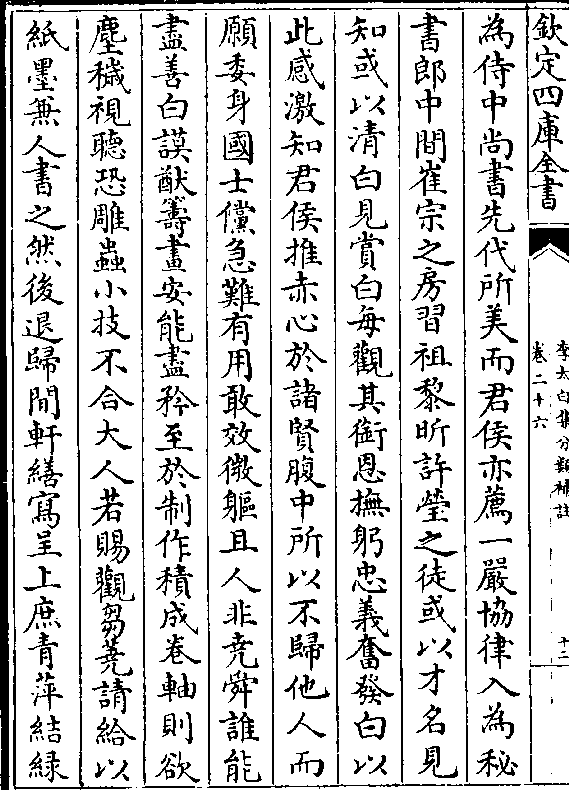 欽定四庫全書
李太白集分類補註
卷二十六
十二
為侍中尚書先代所美而君侯亦薦一嚴協律入為秘
書郎中間崔宗之房習祖黎昕許瑩之徒或以才名見
知或以清白見賞白每觀其銜恩撫躬忠義奮發白以
此感激知君侯推赤心於諸賢腹中所以不歸他人而
願委身國士儻急難有用敢效微軀且人非堯舜誰能
盡善白謨猷籌畫安能盡矜至於制作積成卷軸則欲
塵穢視聽恐雕蟲小技不合大人若賜觀芻蕘請給以
紙墨無人書之然後退歸閒軒繕寫呈上庶青萍結緑